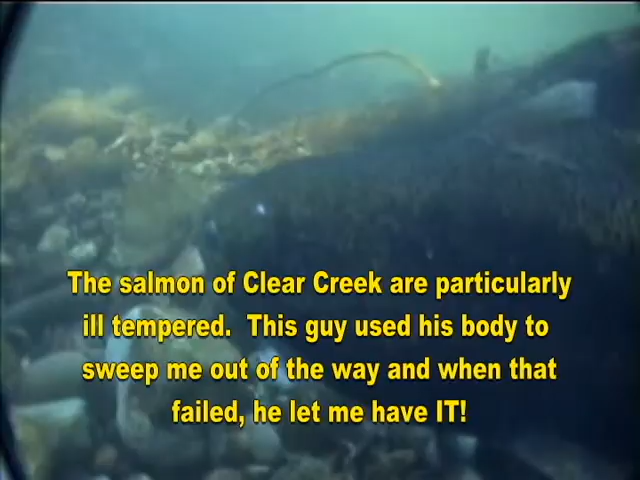 The salmon of Clear Creek are particularly
ill tempered.  This guy used his body to
sweep me out of the way and when that
failed, he let me have IT!